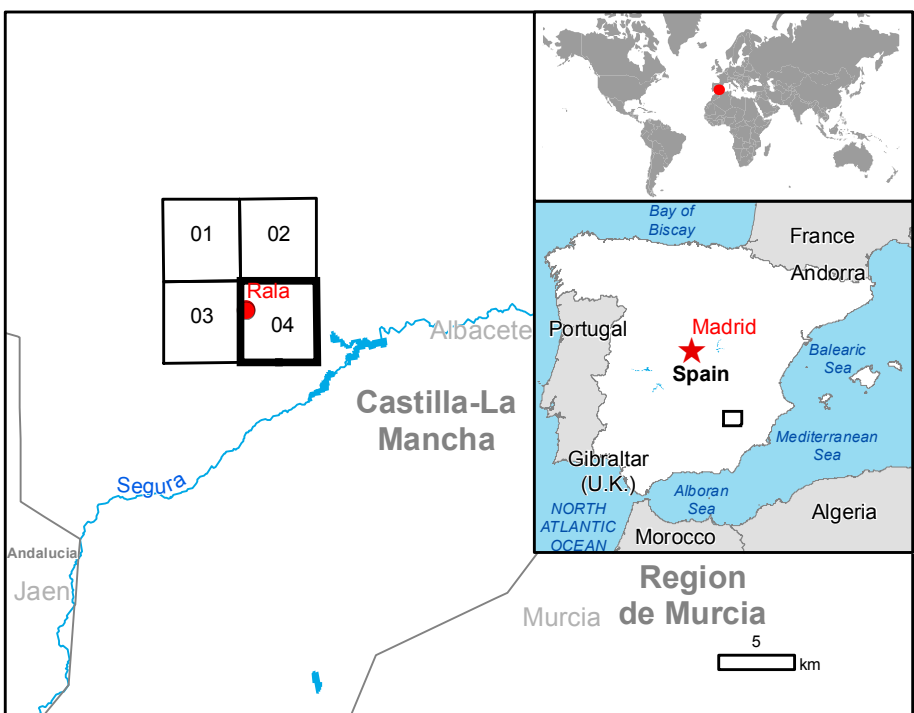 01
02
Rala
03
04
Albacete
Castilla-La
Mancha
Segura
Andalucia
Jaen
Bay of
Biscay
France
Andorra
Portugal
Madrid
Spain
Balearic
Sea
Mediterranean
Sea
Gibraltar
(U.K.)
Alboran
Sea
NORTH
ATLANTIC
OCEAN
Morocco
Algeria
Region
Murcia de Murcia
5
km